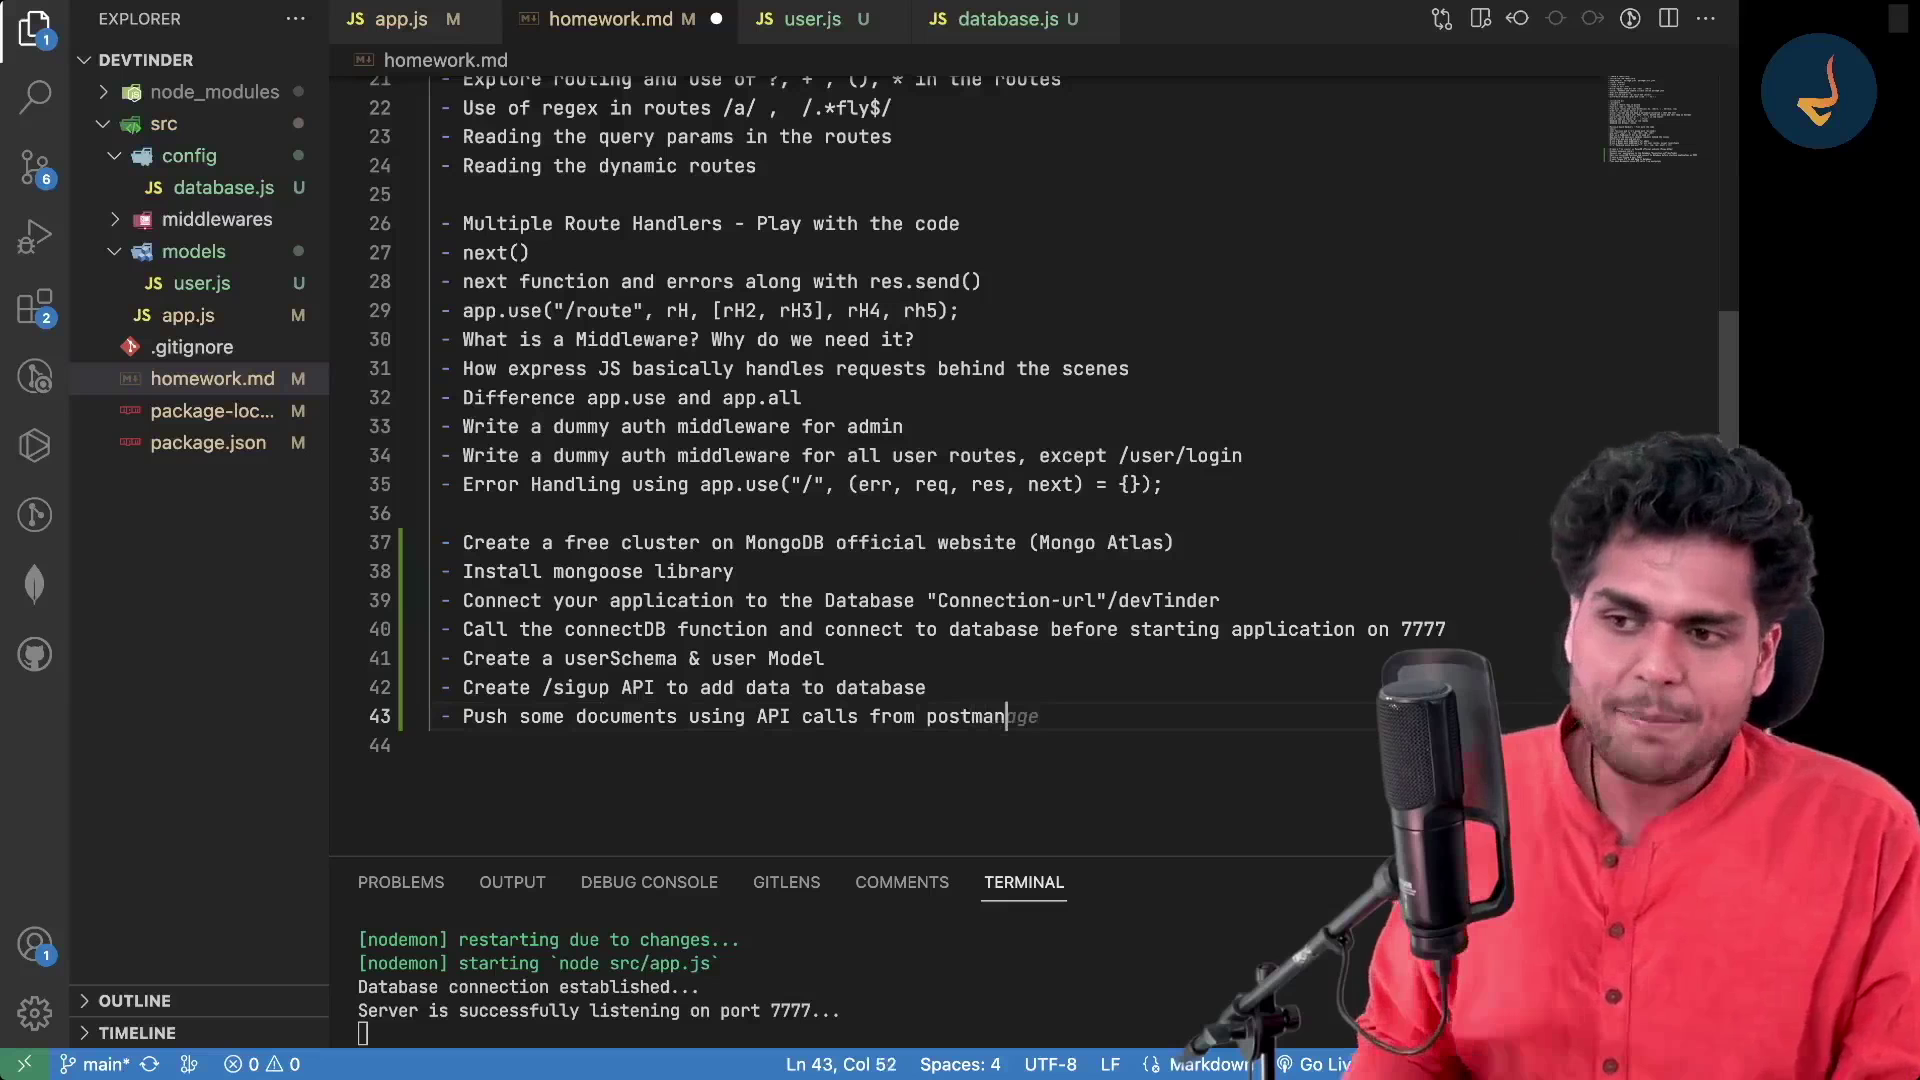 EXPLORER
DEVTINDER
node_modules
src
config
database.js U
middlewares
models
user.js U
app.js M
.gitignore
homework.md M
package-loc... M
package.json M
OUTLINE
TIMELINE
JS app.js M
homework.md M
JS user.js U
JS database.js U
homework.md
21 - Explore routing and use of ?, + , (), * in the routes
22 - Use of regex in routes /a/ , /.*fly$/
23 - Reading the query params in the routes
24 - Reading the dynamic routes
25
26 - Multiple Route Handlers - Play with the code
27 - next()
28 - next function and errors along with res.send()
29 - app.use("/route", rH, [rH2, rH3], rH4, rh5);
30 - What is a Middleware? Why do we need it?
31 - How express JS basically handles requests behind the scenes
32 - Difference app.use and app.all
33 - Write a dummy auth middleware for admin
34 - Write a dummy auth middleware for all user routes, except /user/login
35 - Error Handling using app.use("/", (err, req, res, next) = {});
36
37 - Create a free cluster on MongoDB official website (Mongo Atlas)
38 - Install mongoose library
39 - Connect your application to the Database "Connection-url"/devTinder
40 - Call the connectDB function and connect to database before starting application on 7777
41 - Create a userSchema & user Model
42 - Create /sigup API to add data to database
43 - Push some documents using API calls from postmanage
44
PROBLEMS OUTPUT DEBUG CONSOLE GITLENS COMMENTS TERMINAL
[nodemon] restarting due to changes...
[nodemon] starting `node src/app.js`
Database connection established...
Server is successfully listening on port 7777...
main* 0 0 Ln 43, Col 52 Spaces: 4 UTF-8 LF {} Markdown Go Liv